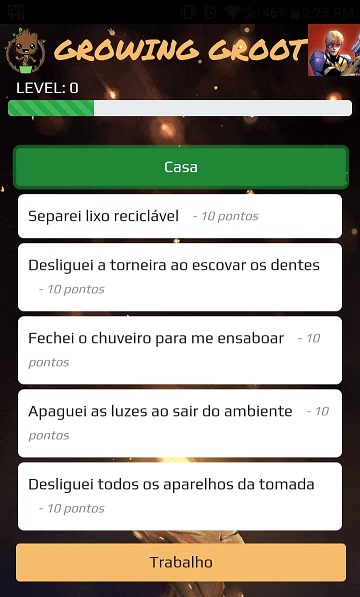 46% 2:25 PM
GROWING GROOT
LEVEL: 0
Casa
Separei lixo reciclável - 10 pontos
Desliguei a torneira ao escovar os dentes
- 10 pontos
Fechei o chuveiro para me ensaboar - 10
pontos
Apaguei as luzes ao sair do ambiente - 10
pontos
Desliguei todos os aparelhos da tomada
- 10 pontos
Trabalho